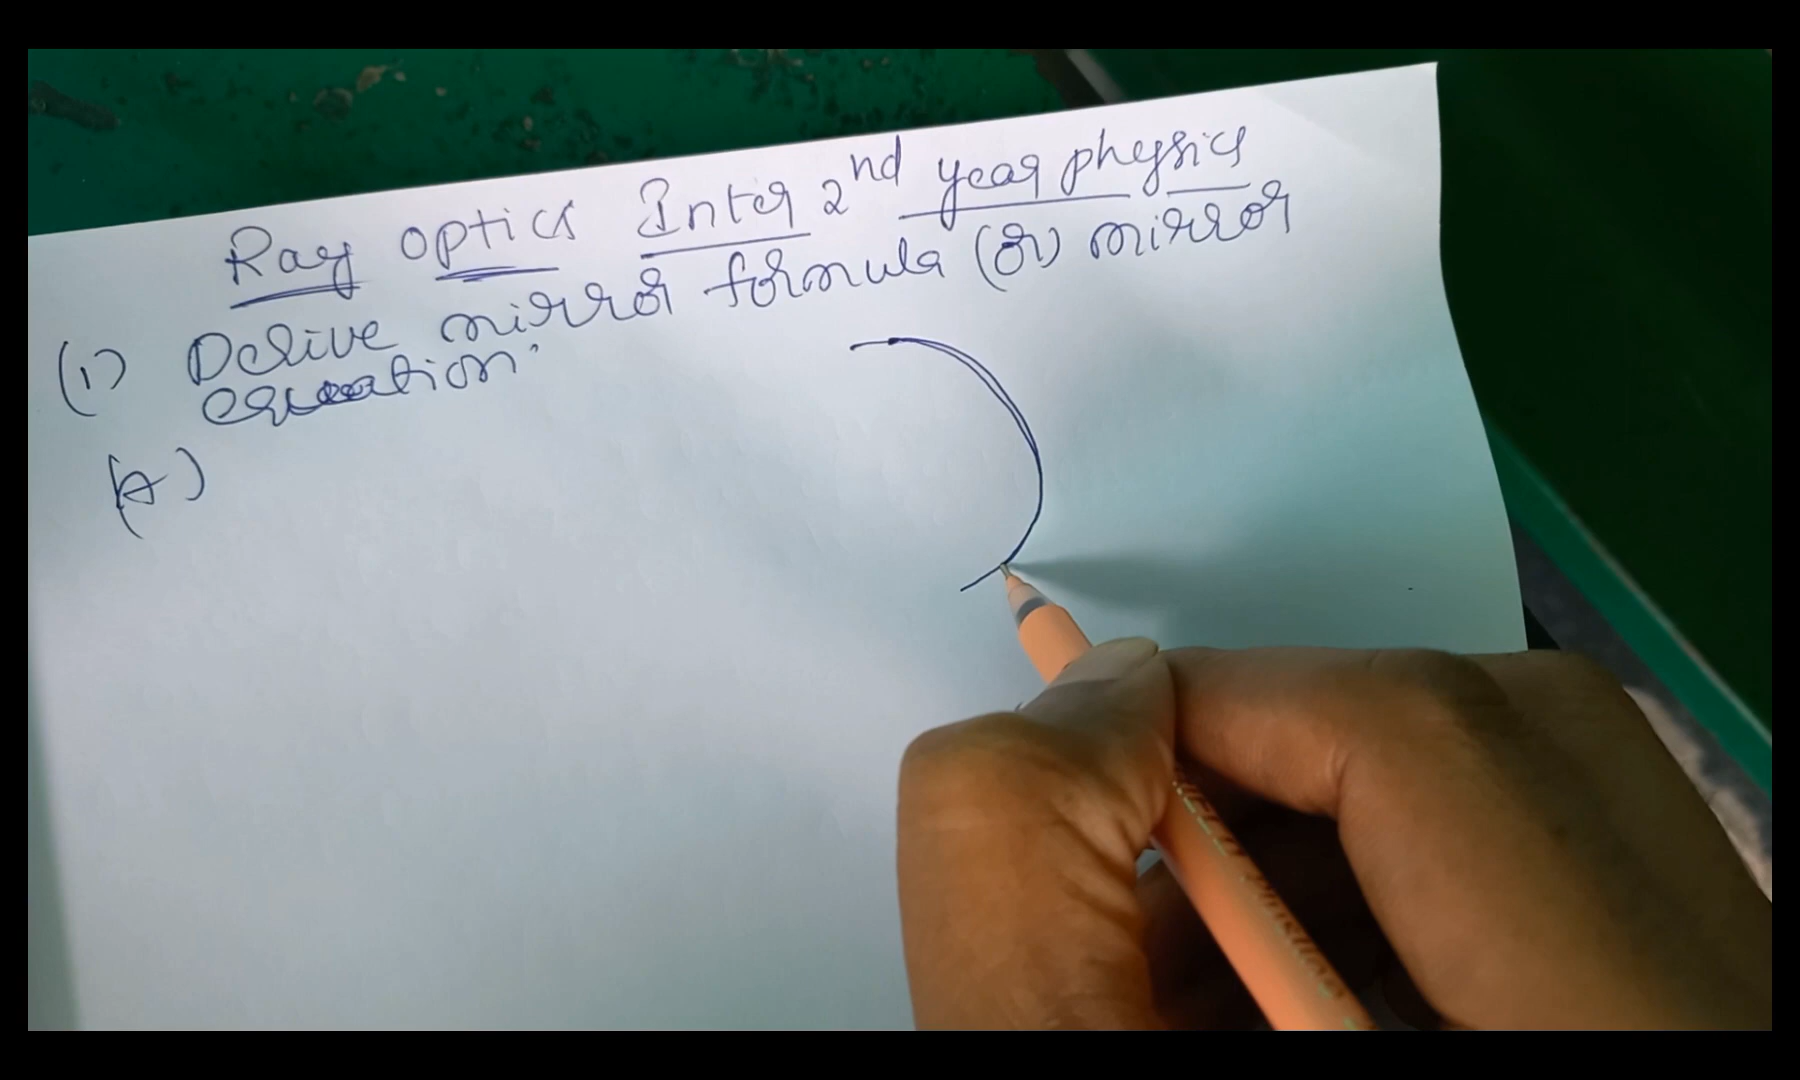 Ray optics Inter 2nd year physics
(1) Derive mirror formula (or) mirror
equation.
(A)